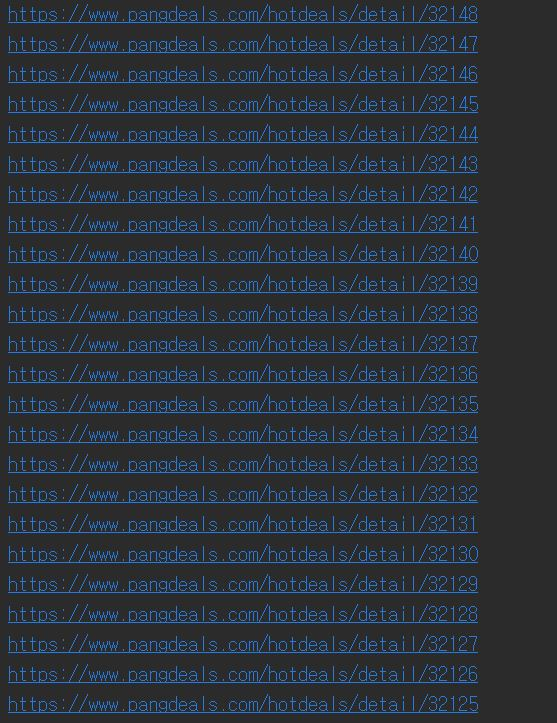 https://www.pangdeals.com/hotdeals/detail/32148
https://www.pangdeals.com/hotdeals/detail/32147
https://www.pangdeals.com/hotdeals/detail/32146
https://www.pangdeals.com/hotdeals/detail/32145
https://www.pangdeals.com/hotdeals/detail/32144
https://www.pangdeals.com/hotdeals/detail/32143
https://www.pangdeals.com/hotdeals/detail/32142
https://www.pangdeals.com/hotdeals/detail/32141
https://www.pangdeals.com/hotdeals/detail/32140
https://www.pangdeals.com/hotdeals/detail/32139
https://www.pangdeals.com/hotdeals/detail/32138
https://www.pangdeals.com/hotdeals/detail/32137
https://www.pangdeals.com/hotdeals/detail/32136
https://www.pangdeals.com/hotdeals/detail/32135
https://www.pangdeals.com/hotdeals/detail/32134
https://www.pangdeals.com/hotdeals/detail/32133
https://www.pangdeals.com/hotdeals/detail/32132
https://www.pangdeals.com/hotdeals/detail/32131
https://www.pangdeals.com/hotdeals/detail/32130
https://www.pangdeals.com/hotdeals/detail/32129
https://www.pangdeals.com/hotdeals/detail/32128
https://www.pangdeals.com/hotdeals/detail/32127
https://www.pangdeals.com/hotdeals/detail/32126
https://www.pangdeals.com/hotdeals/detail/32125